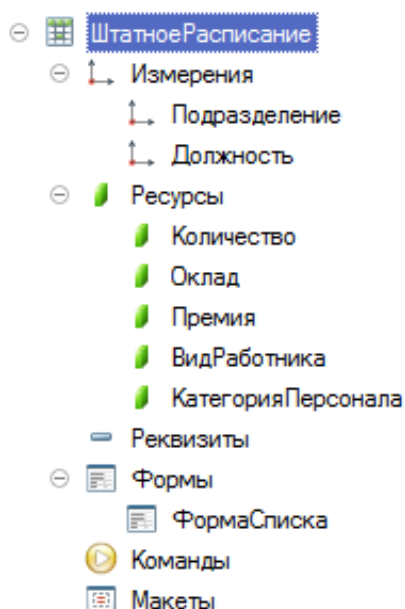 ШтатноеРасписание
Измерения
Подразделение
Должность
Ресурсы
Количество
Оклад
Премия
ВидРаботника
КатегорияПерсонала
Реквизиты
Формы
ФормаСписка
Команды
Макеты